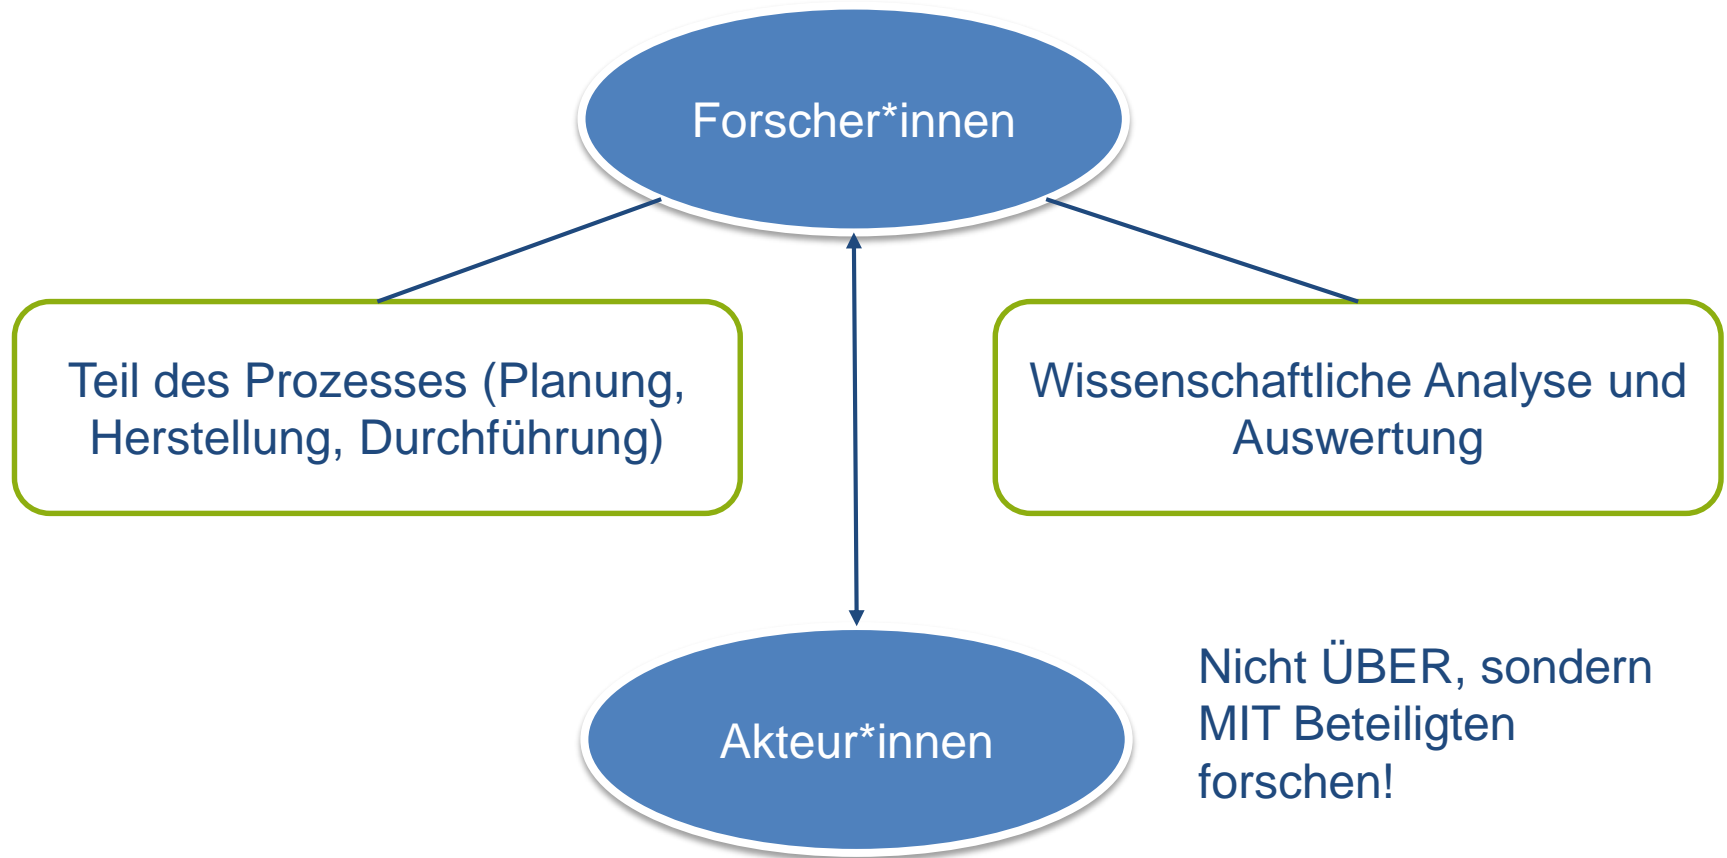 Forscher*innen
Teil des Prozesses (Planung,
Herstellung, Durchführung)
Wissenschaftliche Analyse und
Auswertung
Akteur*innen
Nicht ÜBER, sondern
MIT Beteiligten
forschen!